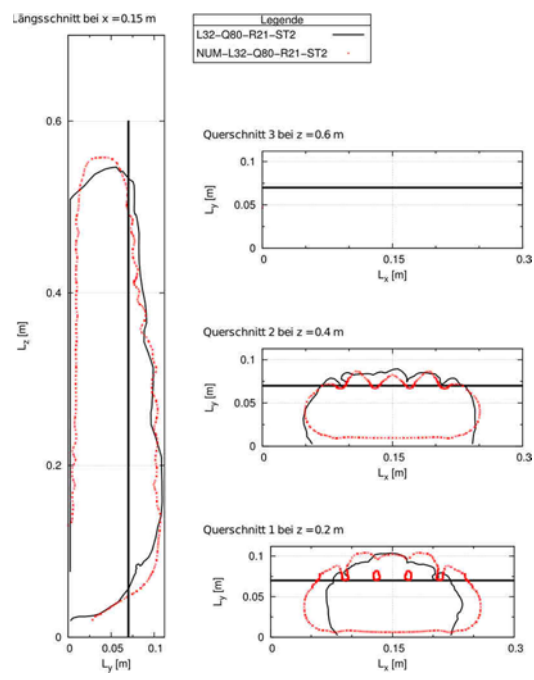 Längsschnitt bei x = 0.15 m
Legende
L32-Q80-R21-ST2
NUM-L32-Q80-R21-ST2
0.6
0.4
0.2
0
L_z [m]
0 0.05 0.1
L_y [m]
Querschnitt 3 bei z = 0.6 m
0.1
0.05
0
L_y [m]
0 0.15 0.3
L_x [m]
Querschnitt 2 bei z = 0.4 m
0.1
0.05
0
L_y [m]
0 0.15 0.3
L_x [m]
Querschnitt 1 bei z = 0.2 m
0.1
0.05
0
L_y [m]
0 0.15 0.3
L_x [m]